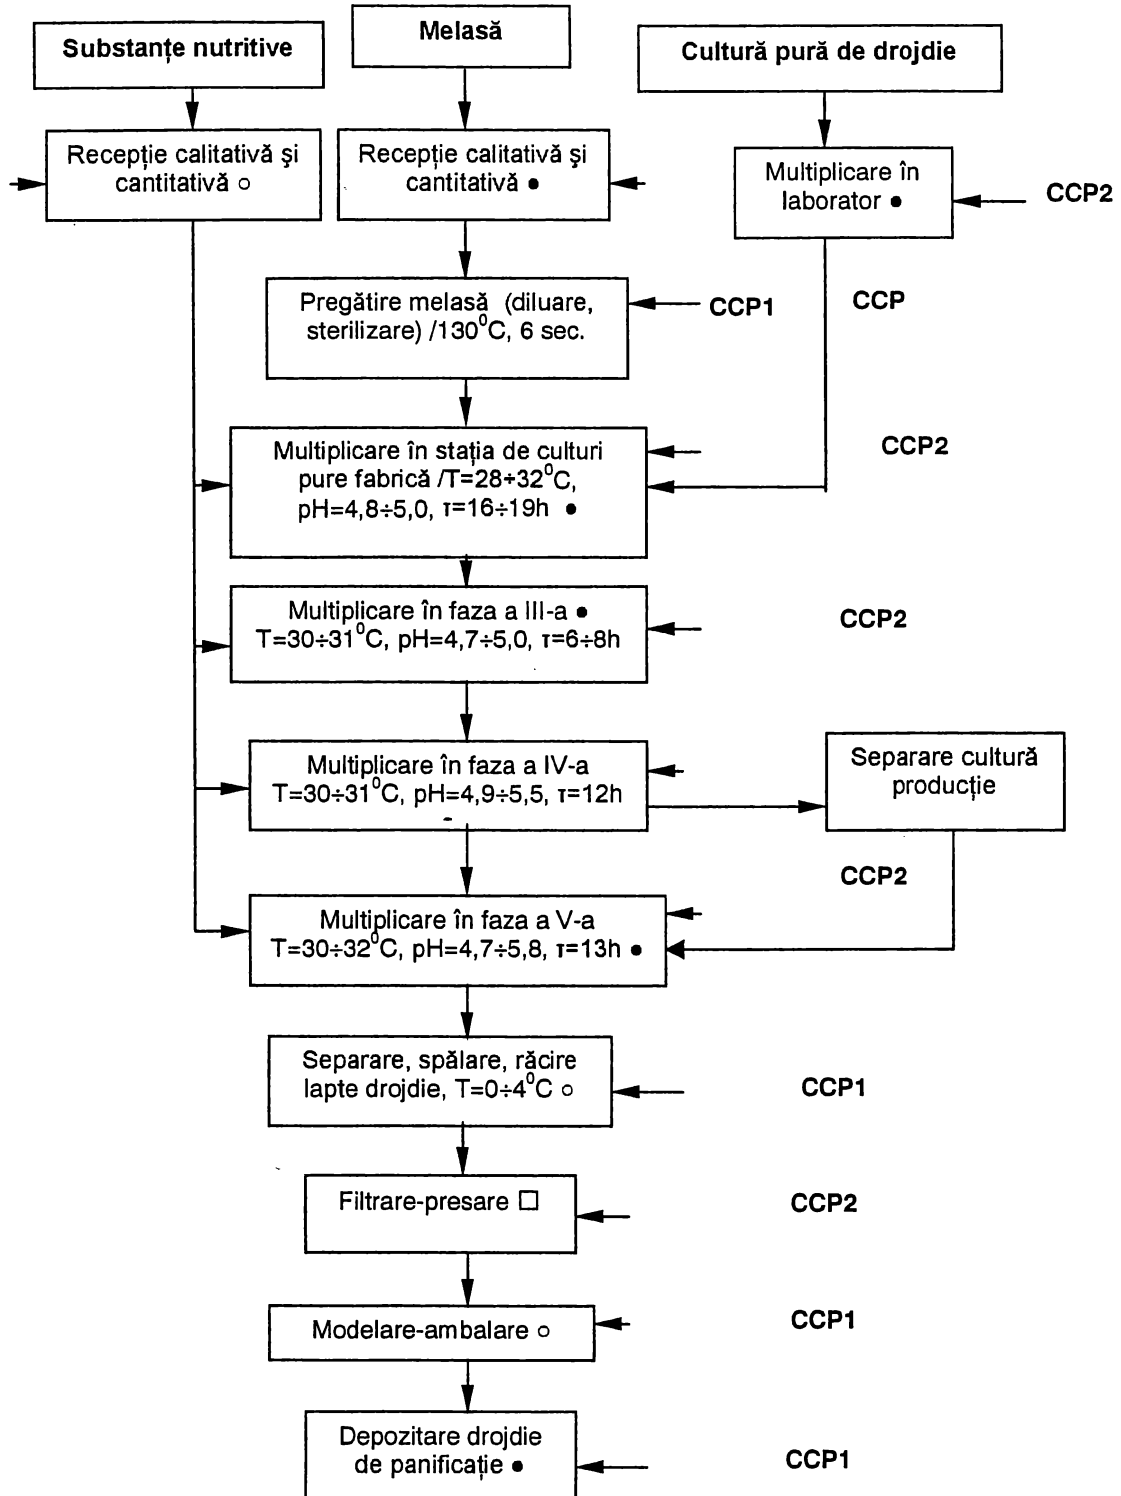 Substanțe nutritive
Melasă
Cultură pură de drojdie
Recepție calitativă şi
cantitativă ○
Recepție calitativă şi
cantitativă ●
Multiplicare în
laborator ●
CCP2
Pregătire melasă (diluare,
sterilizare) /130⁰C, 6 sec.
CCP1
CCP
Multiplicare în stația de culturi
pure fabrică /T=28÷32⁰C,
pH=4,8÷5,0, τ=16÷19h ●
CCP2
Multiplicare în faza a III-a ●
T=30÷31⁰C, pH=4,7÷5,0, τ=6÷8h
CCP2
Multiplicare în faza a IV-a
T=30÷31⁰C, pH=4,9÷5,5, τ=12h
Separare cultură
producție
CCP2
Multiplicare în faza a V-a
T=30÷32⁰C, pH=4,7÷5,8, τ=13h ●
Separare, spălare, răcire
lapte drojdie, T=0÷4⁰C ○
CCP1
Filtrare-presare □
CCP2
Modelare-ambalare ○
CCP1
Depozitare drojdie
de panificație ●
CCP1